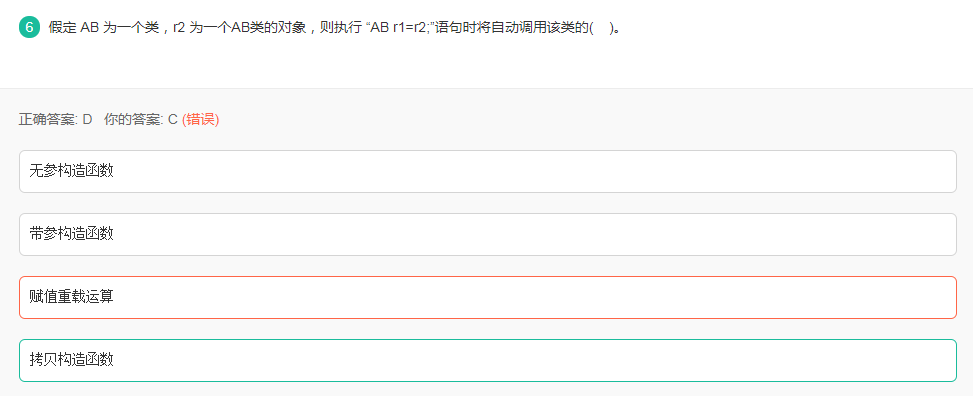 6 假定 AB 为一个类，r2 为一个AB类的对象，则执行 “AB r1=r2;”语句时将自动调用该类的( )。
正确答案: D 你的答案: C (错误)
无参构造函数
带参构造函数
赋值重载运算
拷贝构造函数